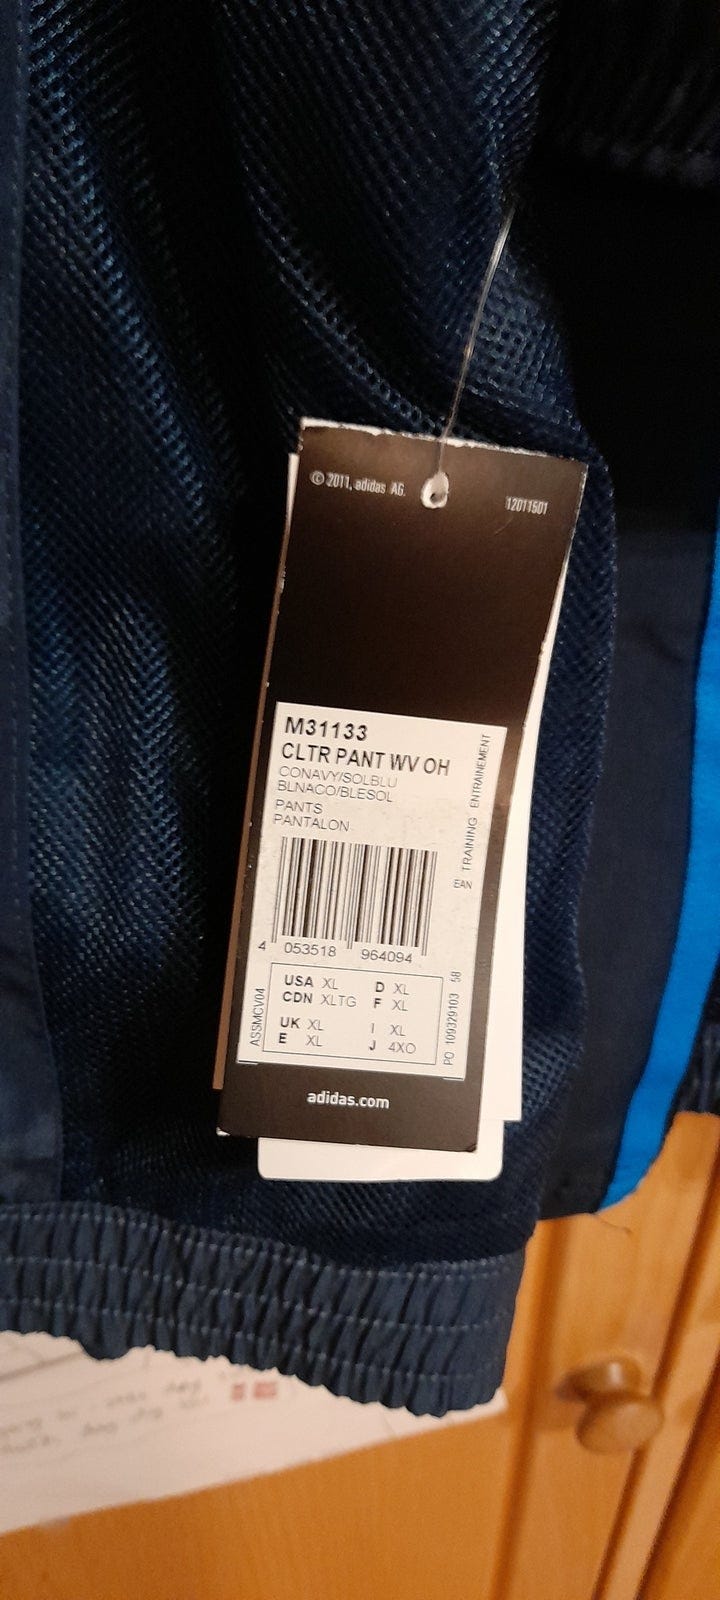 © 2011, adidas AG.
12011501
M31133
CLTR PANT WV OH
CONAVY/SOLBLU
BLNACO/BLESOL
PANTS
PANTALON
TRAINING ENTRAINEMENT
EAN
4 053518 964094
USA XL D XL
CDN XLTG F XL
UK XL I XL
E XL J 4XO
ASSMCV04
PO 109329103 58
adidas.com